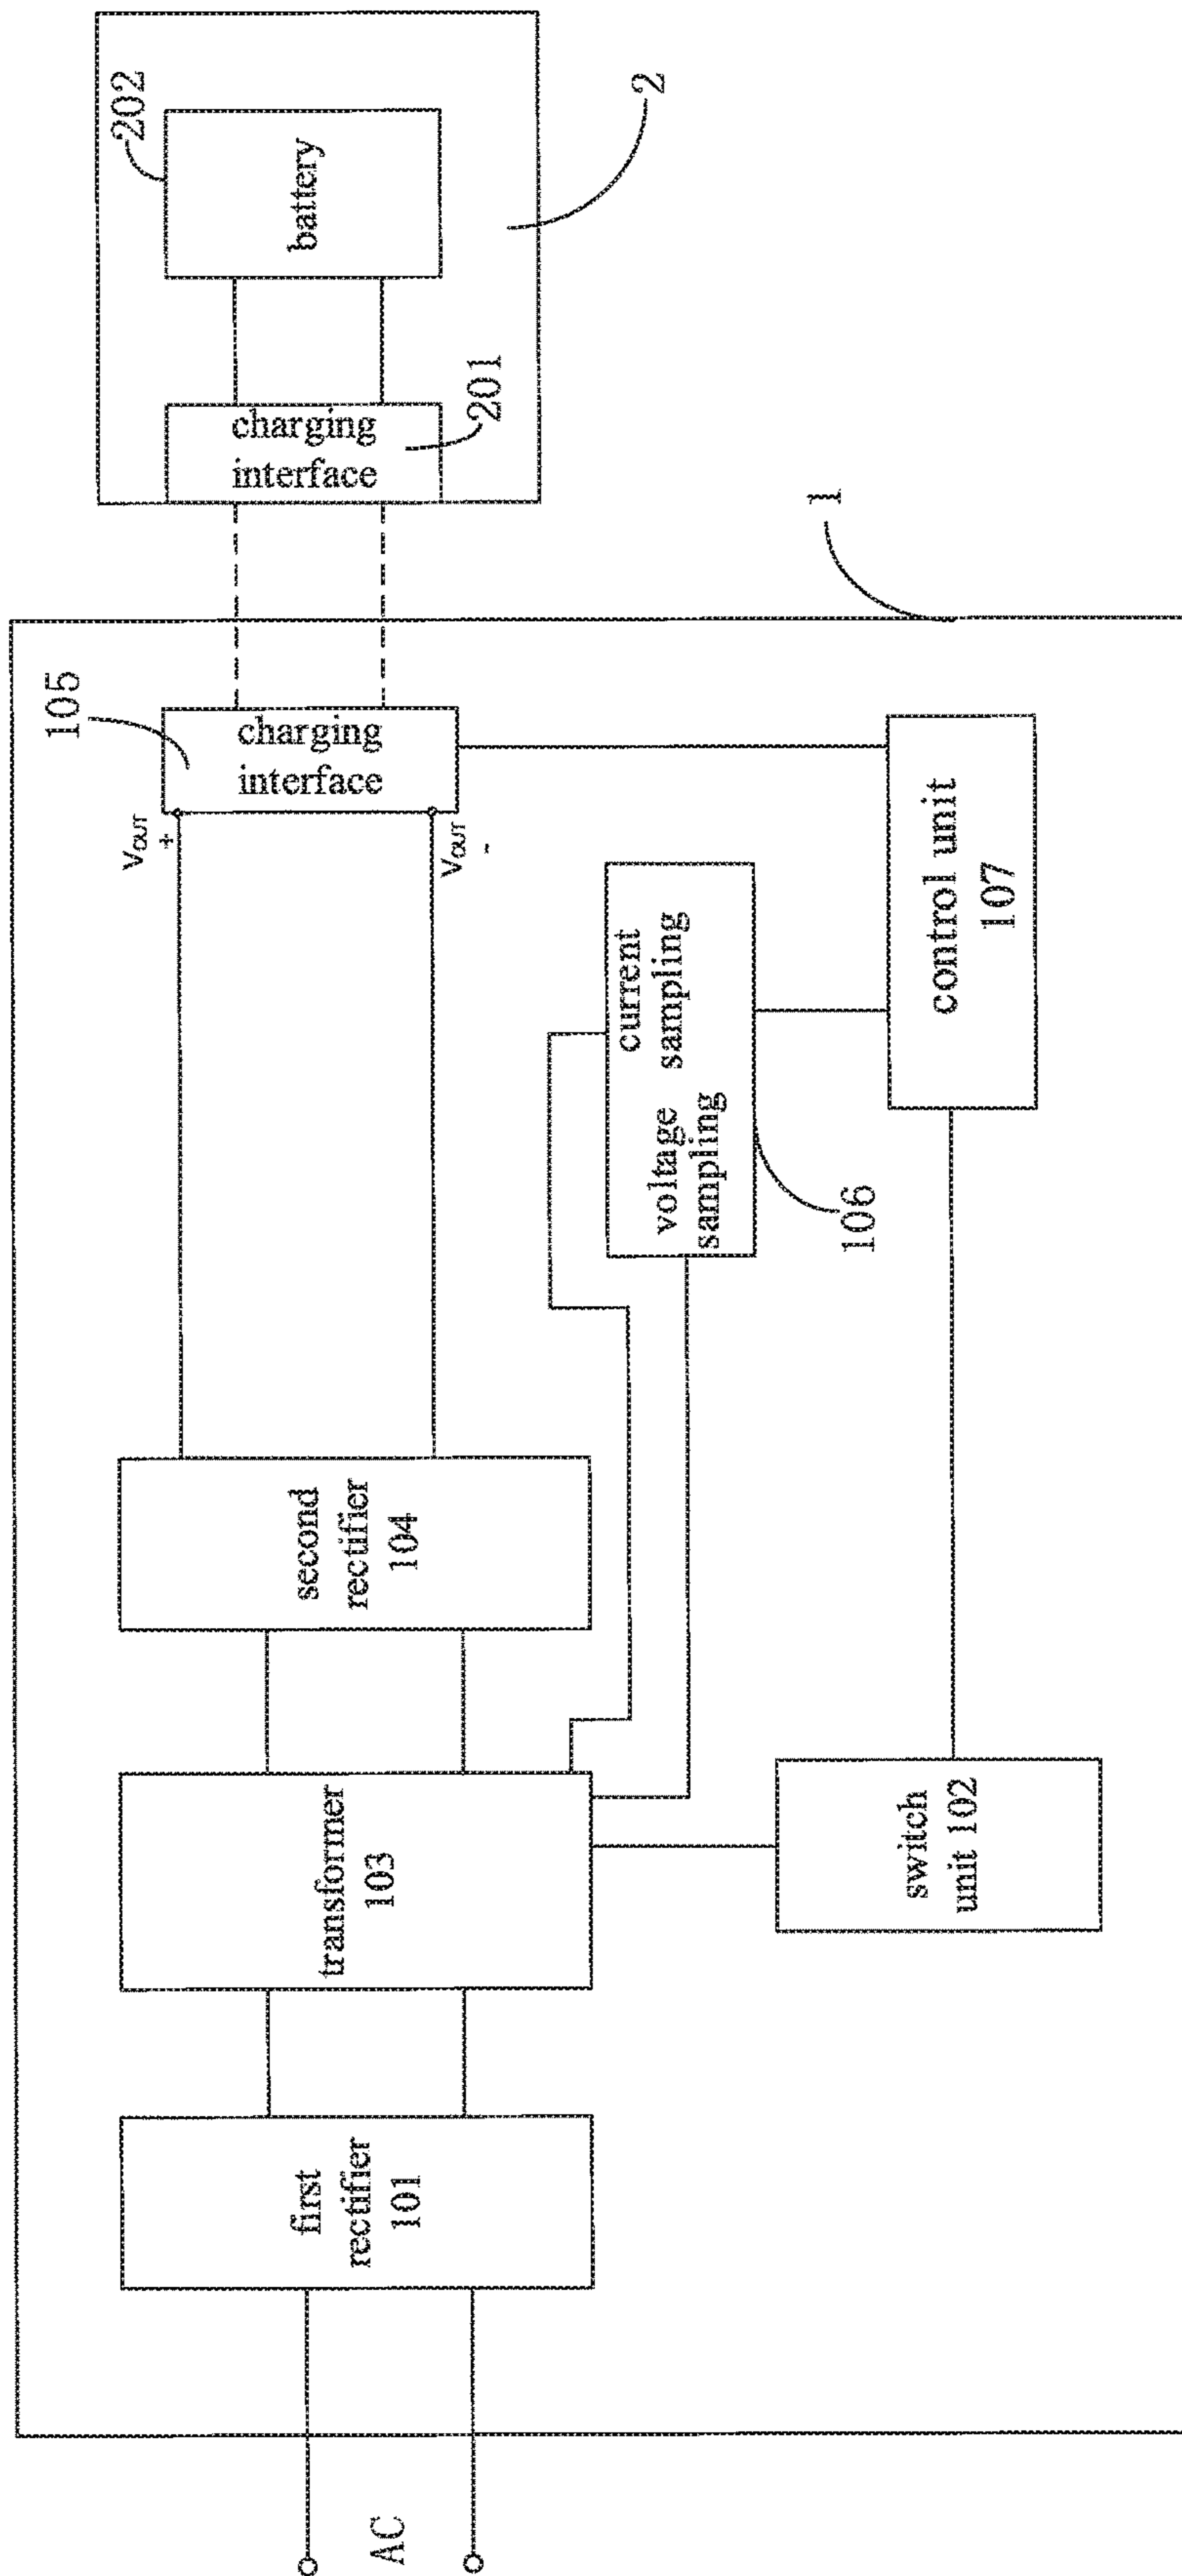 AC
first
rectifier
101
transformer
103
second
rectifier
104
switch
unit 102
voltage
sampling
current
sampling
106
control unit
107
VOUT
+
VOUT
-
charging
interface
105
1
charging
interface
201
battery
202
2